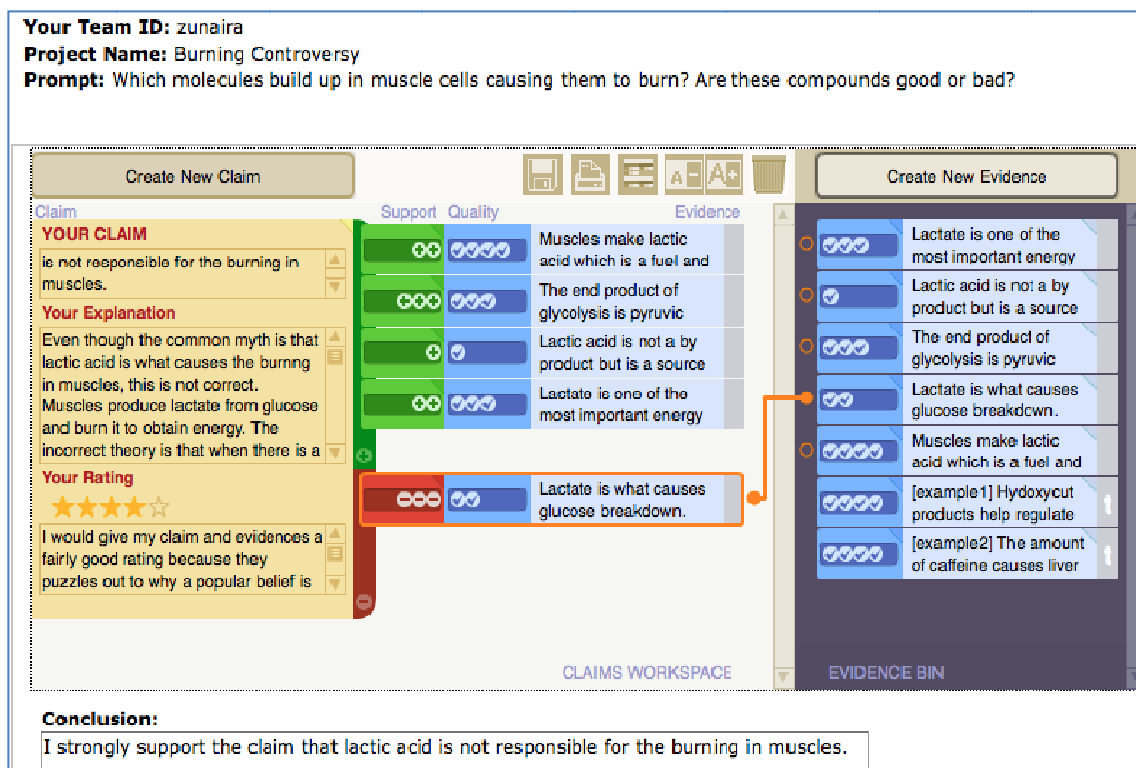 Your Team ID: zunaira
Project Name: Burning Controversy
Prompt: Which molecules build up in muscle cells causing them to burn? Are these compounds good or bad?
Create New Claim
A - A+
Create New Evidence
Claim
Support Quality Evidence
YOUR CLAIM
is not responsible for the burning in
muscles.
Your Explanation
Even though the common myth is that
lactic acid is what causes the burnng
in muscles, this is not correct.
Muscles produce lactate from glucose
and burn it to obtain energy. The
incorrect theory is that when there is a
Your Rating
I would give my claim and evidences a
fairly good rating because they
puzzles out to why a popular belief is
Muscles make lactic
acid which is a fuel and
The end product of
glycolysis is pyruvic
Lactic acid is not a by
product but is a source
Lactate is one of the
most important energy
Lactate is what causes
glucose breakdown.
CLAIMS WORKSPACE
Lactate is one of the
most important energy
Lactic acid is not a by
product but is a source
The end product of
glycolysis is pyruvic
Lactate is what causes
glucose breakdown.
Muscles make lactic
acid which is a fuel and
[example1] Hydoxycut
products help regulate
[example2] The amount
of caffeine causes liver
EVIDENCE BIN
Conclusion:
I strongly support the claim that lactic acid is not responsible for the burning in muscles.